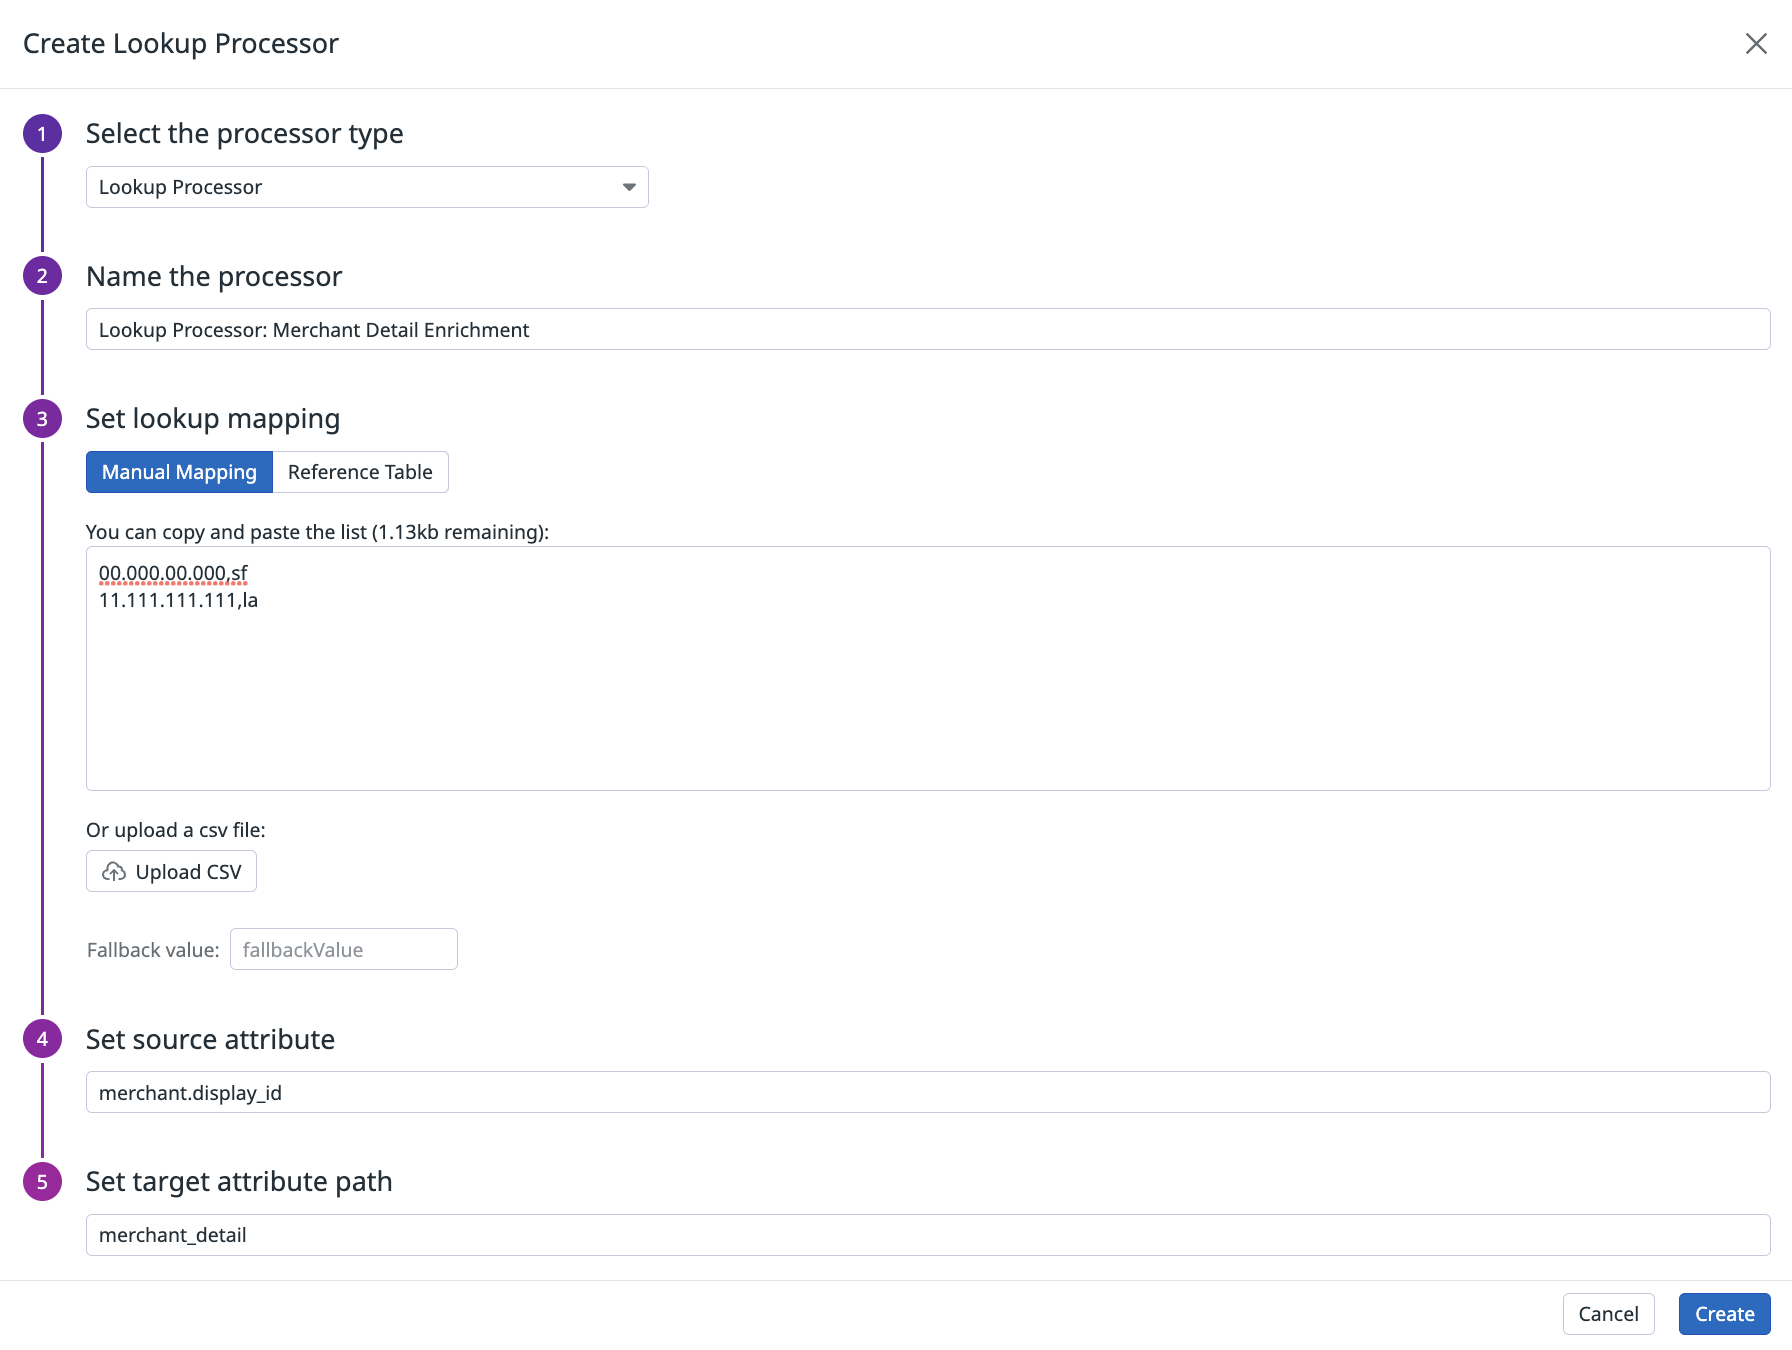 Create Lookup Processor
1 Select the processor type
Lookup Processor
2 Name the processor
Lookup Processor: Merchant Detail Enrichment
3 Set lookup mapping
Manual Mapping Reference Table
You can copy and paste the list (1.13kb remaining):
00.000.00.000,sf
11.111.111.111,la
Or upload a csv file:
Upload CSV
Fallback value: fallbackValue
4 Set source attribute
merchant.display_id
5 Set target attribute path
merchant_detail
Cancel Create